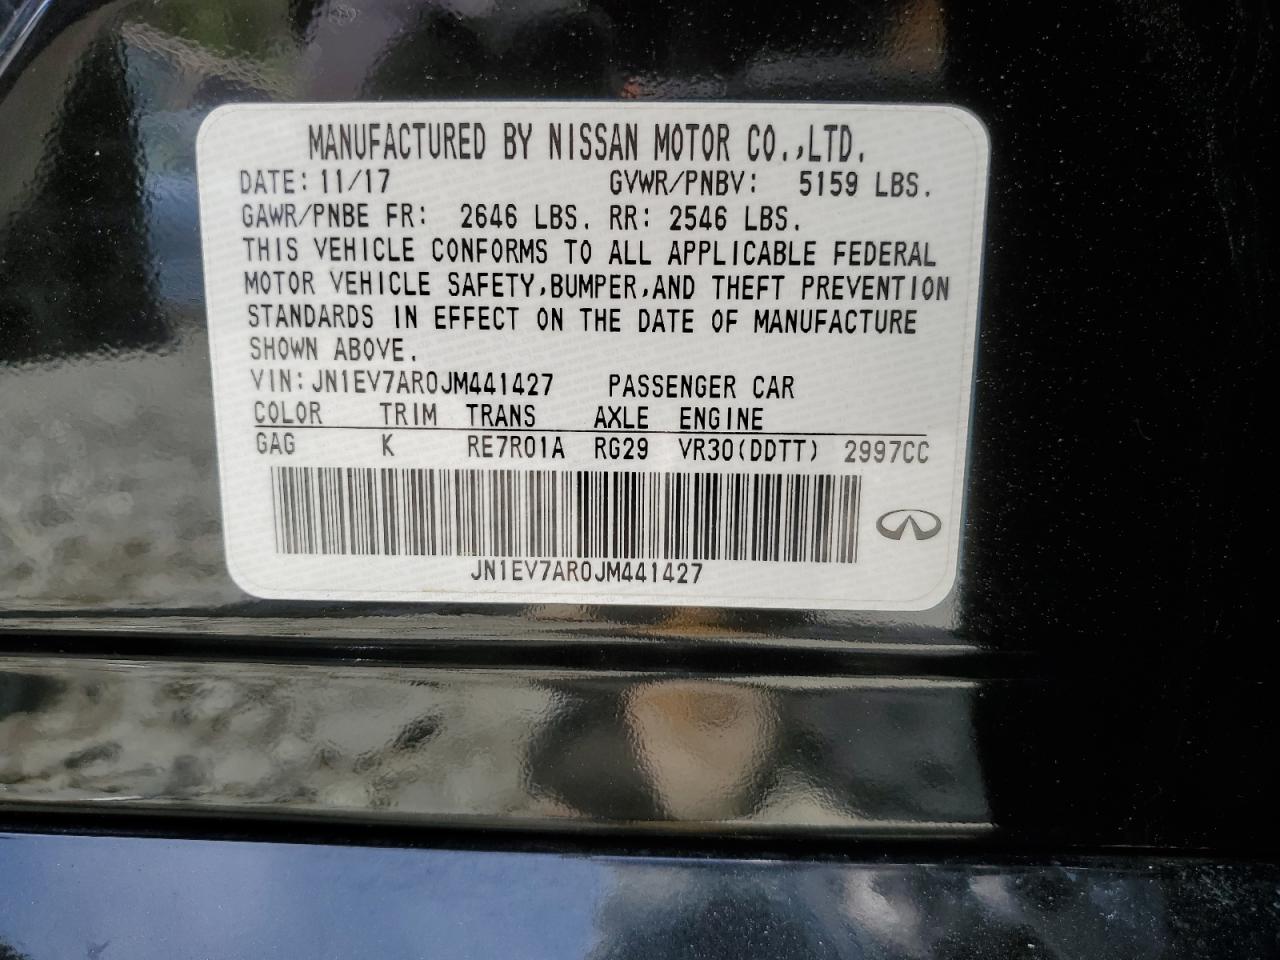 MANUFACTURED BY NISSAN MOTOR CO.,LTD.
DATE: 11/17 GVWR/PNBV: 5159 LBS.
GAWR/PNBE FR: 2646 LBS. RR: 2546 LBS.
THIS VEHICLE CONFORMS TO ALL APPLICABLE FEDERAL
MOTOR VEHICLE SAFETY,BUMPER,AND THEFT PREVENTION
STANDARDS IN EFFECT ON THE DATE OF MANUFACTURE
SHOWN ABOVE.
VIN: JN1EV7AR0JM441427 PASSENGER CAR
COLOR TRIM TRANS AXLE ENGINE
GAG K RE7R01A RG29 VR30(DDTT) 2997CC
JN1EV7AR0JM441427